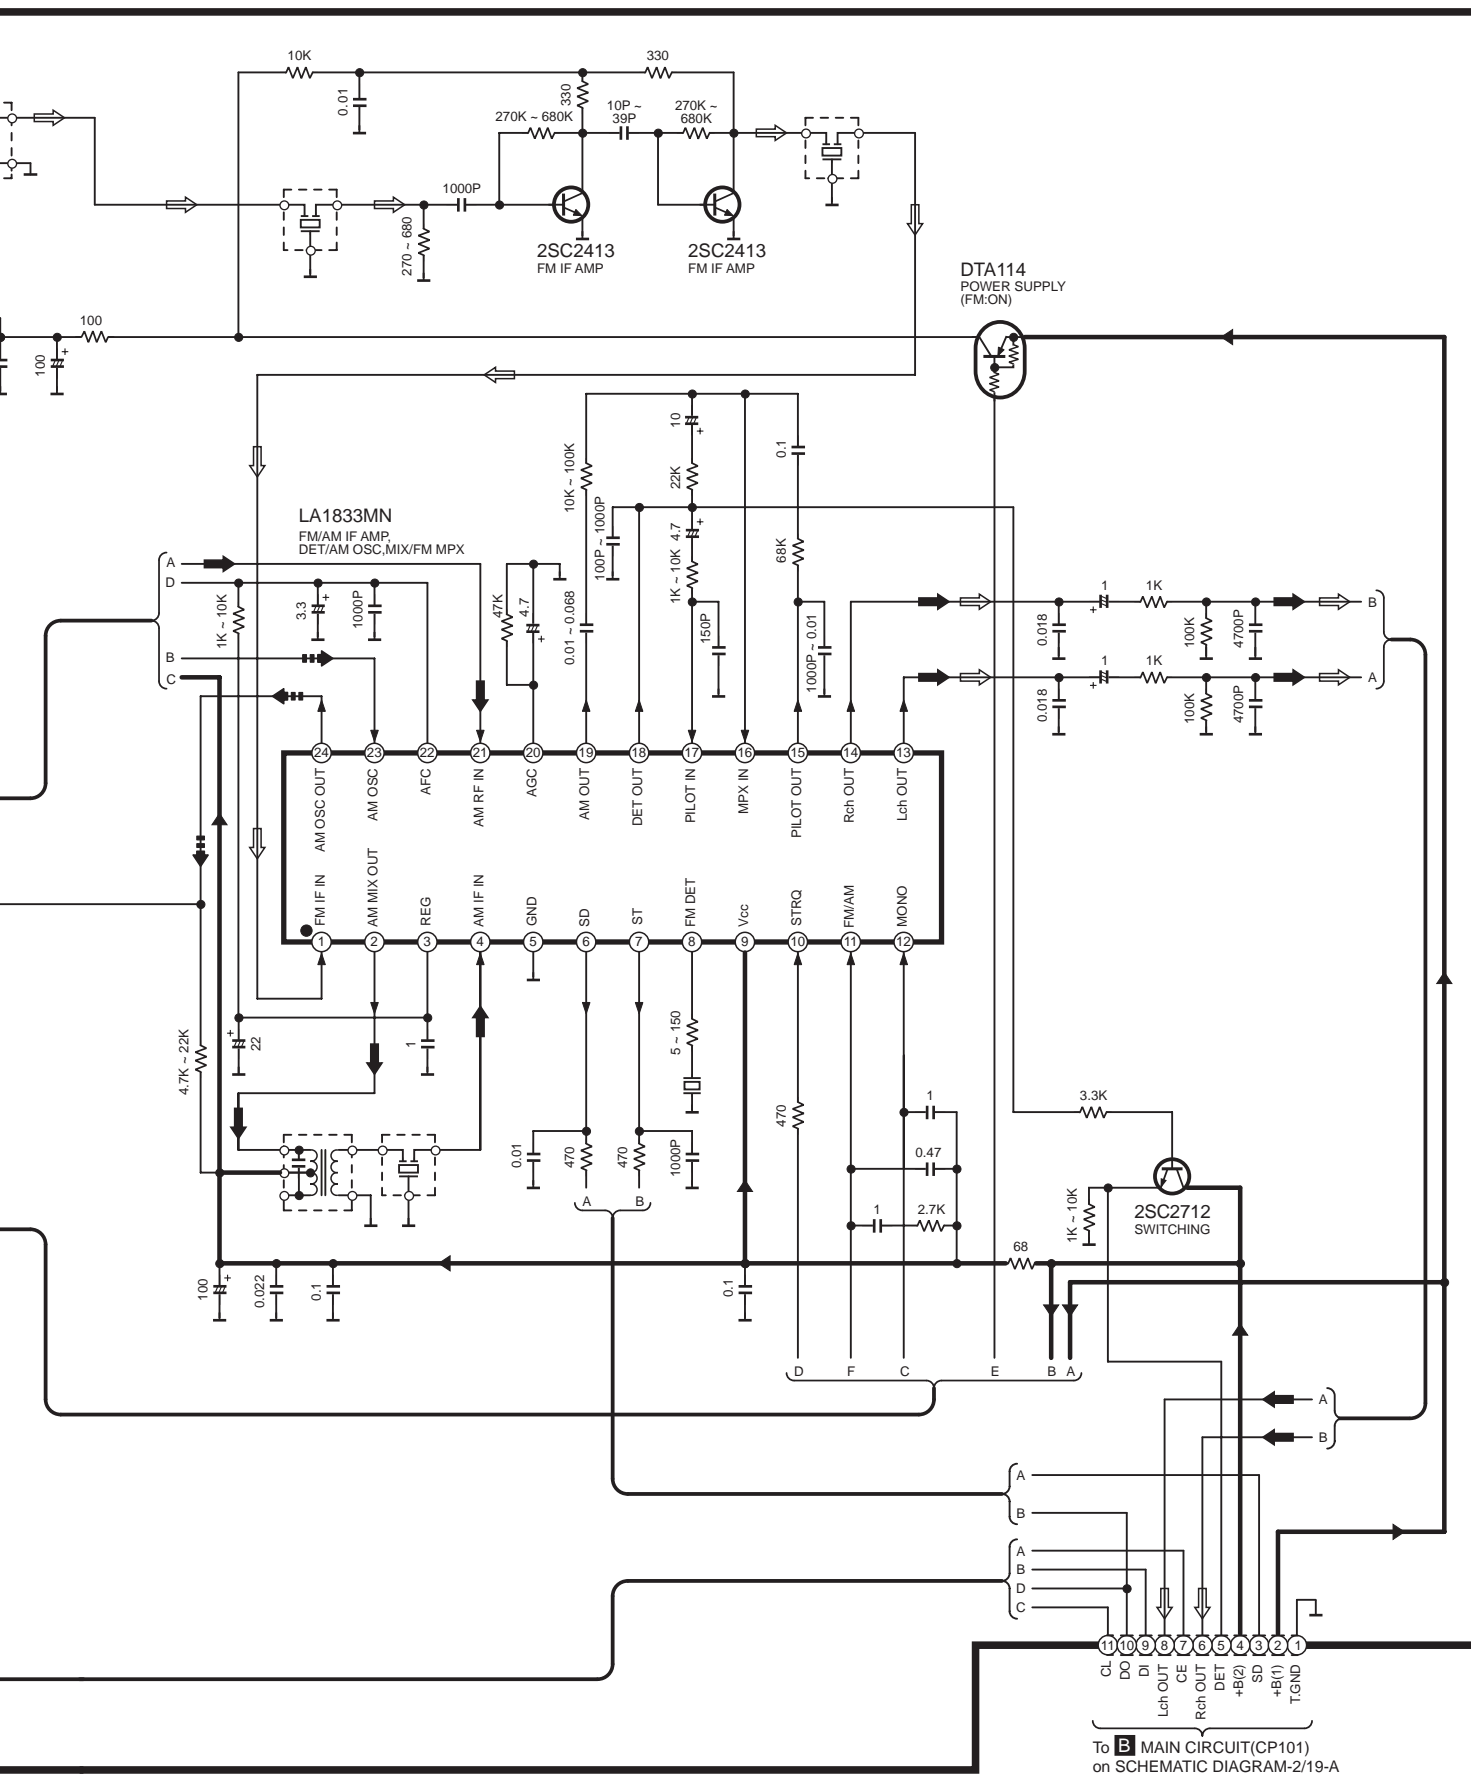 10K
330
0.01
330
270K ~ 680K
10P ~
39P
270K ~
680K
1000P
270 ~ 680
2SC2413
FM IF AMP
2SC2413
FM IF AMP
DTA114
POWER SUPPLY
(FM:ON)
100
100
+
10
+
0.1
10K ~ 100K
22K
LA1833MN
FM/AM IF AMP,
DET/AM OSC,MIX/FM MPX
100P ~ 1000P
4.7
+
68K
A
D
1K ~ 10K
3.3
+
1000P
47K
4.7
+
0.01 ~ 0.068
1K ~ 10K
150P
1000P ~ 0.01
1
+
1K
0.018
100K
4700P
B
B
C
1
+
1K
0.018
100K
4700P
A
24
23
22
21
20
19
18
17
16
15
14
13
AM OSC OUT
AM OSC
AFC
AM RF IN
AGC
AM OUT
DET OUT
PILOT IN
MPX IN
PILOT OUT
Rch OUT
Lch OUT
FM IF IN
AM MIX OUT
REG
AM IF IN
GND
SD
ST
FM DET
Vcc
STRQ
FM/AM
MONO
1
2
3
4
5
6
7
8
9
10
11
12
4.7K ~ 22K
+
22
1
5 ~ 150
470
1
3.3K
0.01
470
470
1000P
0.47
A
B
1
2.7K
1K ~ 10K
2SC2712
SWITCHING
68
100
+
0.022
0.1
0.1
D
F
C
E
B
A
A
B
A
B
A
B
D
C
11
10
9
8
7
6
5
4
3
2
1
CL
DO
DI
Lch OUT
CE
Rch OUT
DET
+B(2)
SD
+B(1)
T.GND
To B MAIN CIRCUIT(CP101)
on SCHEMATIC DIAGRAM-2/19-A